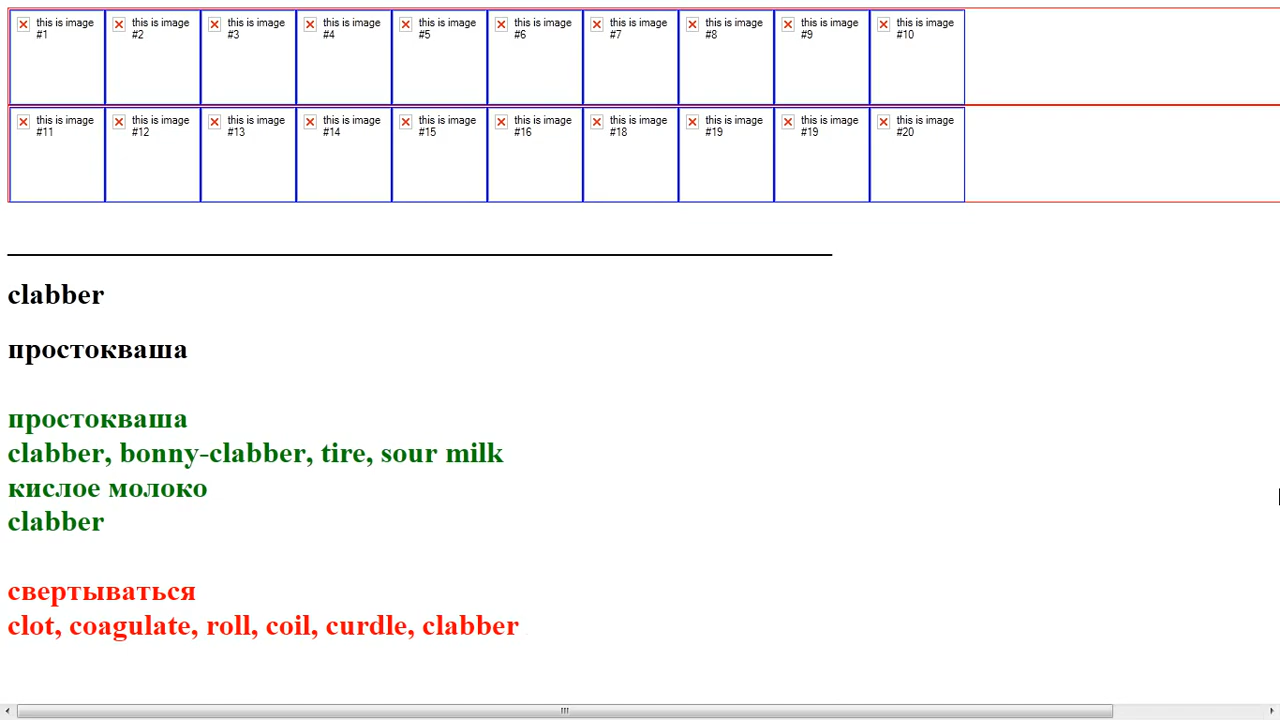 this is image this is image this is image this is image this is image this is image this is image this is image this is image this is image
#1 #2 #3 #4 #5 #6 #7 #8 #9 #10
this is image this is image this is image this is image this is image this is image this is image this is image this is image this is image
#11 #12 #13 #14 #15 #16 #18 #19 #19 #20
clabber
простокваша
простокваша
clabber, bonny-clabber, tire, sour milk
кислое молоко
clabber
свертываться
clot, coagulate, roll, coil, curdle, clabber